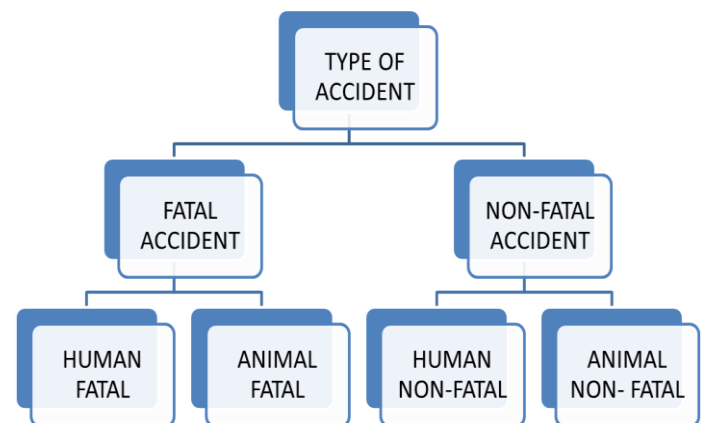 TYPE OF
ACCIDENT
FATAL
ACCIDENT
NON-FATAL
ACCIDENT
HUMAN
FATAL
ANIMAL
FATAL
HUMAN
NON-FATAL
ANIMAL
NON- FATAL